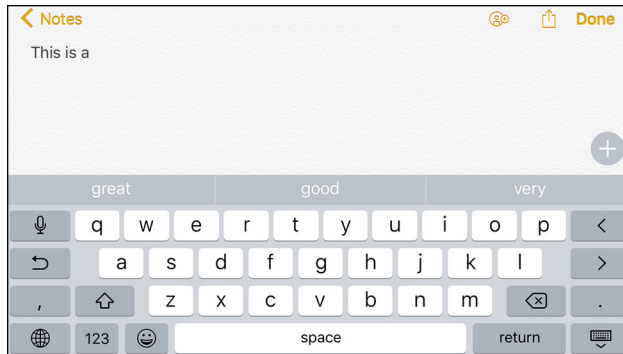 Notes
Done
This is a
great good very
q w e r t y u i o p <
a s d f g h j k l >
, z x c v b n m .
123 space return